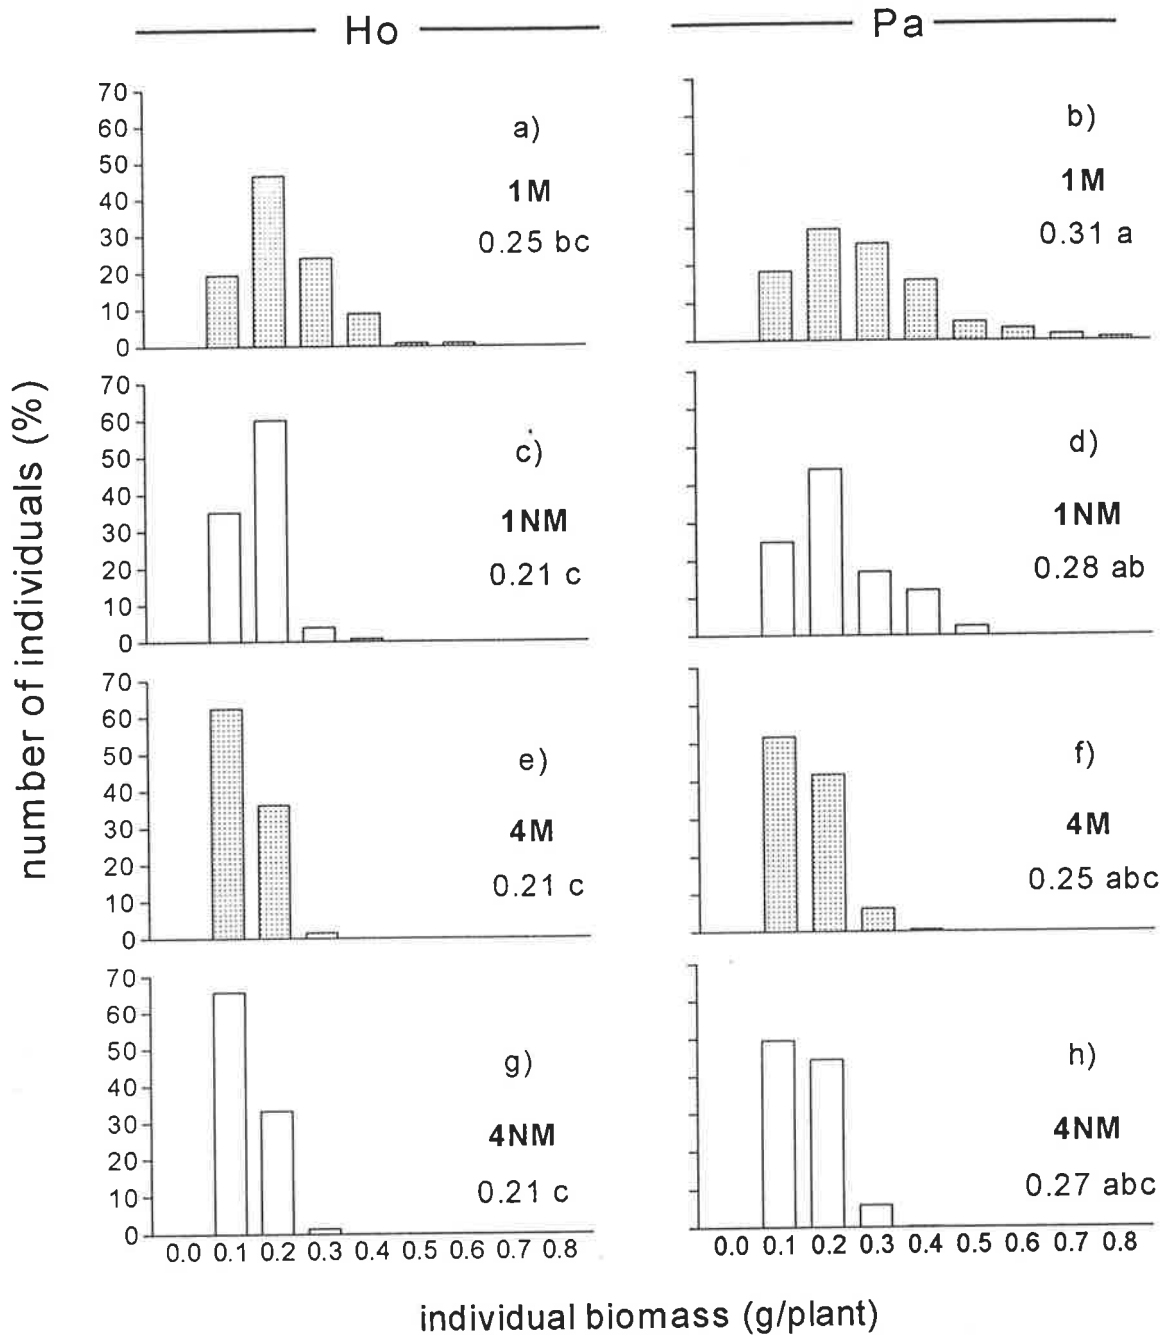 Ho
Pa
70
60
50
40
30
20
10
0
a)
1M
0.25 bc
b)
1M
0.31 a
70
60
50
40
30
20
10
0
c)
1NM
0.21 c
d)
1NM
0.28 ab
70
60
50
40
30
20
10
0
e)
4M
0.21 c
f)
4M
0.25 abc
70
60
50
40
30
20
10
0
g)
4NM
0.21 c
h)
4NM
0.27 abc
0.0 0.1 0.2 0.3 0.4 0.5 0.6 0.7 0.8
0.0 0.1 0.2 0.3 0.4 0.5 0.6 0.7 0.8
number of individuals (%)
individual biomass (g/plant)